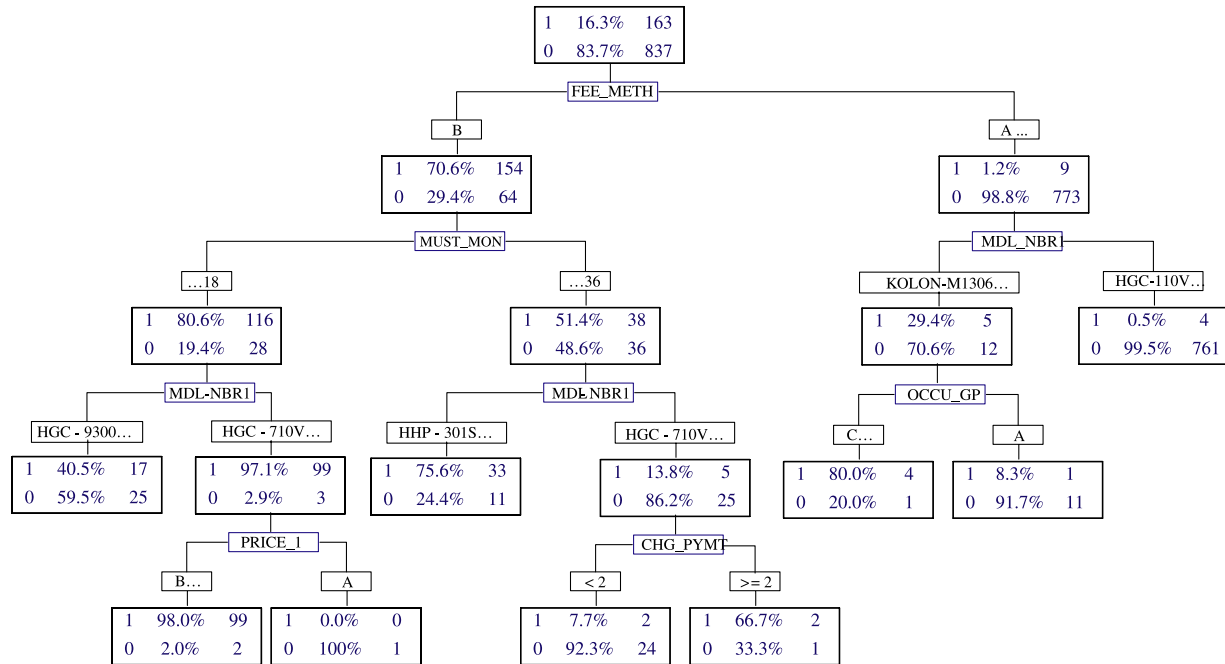 1 16.3% 163
0 83.7% 837
FEE_METH
B
A ...
1 70.6% 154
0 29.4% 64
1 1.2% 9
0 98.8% 773
MUST_MON
MDL_NBR1
...18
...36
KOLON-M1306...
HGC-110V...
1 80.6% 116
0 19.4% 28
1 51.4% 38
0 48.6% 36
1 29.4% 5
0 70.6% 12
1 0.5% 4
0 99.5% 761
MDL-NBR1
MDL.NBR1
OCCU_GP
HGC - 9300...
HGC - 710V...
HHP - 301S...
HGC - 710V...
C...
A
1 40.5% 17
0 59.5% 25
1 97.1% 99
0 2.9% 3
1 75.6% 33
0 24.4% 11
1 13.8% 5
0 86.2% 25
1 80.0% 4
0 20.0% 1
1 8.3% 1
0 91.7% 11
PRICE_1
CHG_PYMT
B...
A
< 2
>= 2
1 98.0% 99
0 2.0% 2
1 0.0% 0
0 100% 1
1 7.7% 2
0 92.3% 24
1 66.7% 2
0 33.3% 1